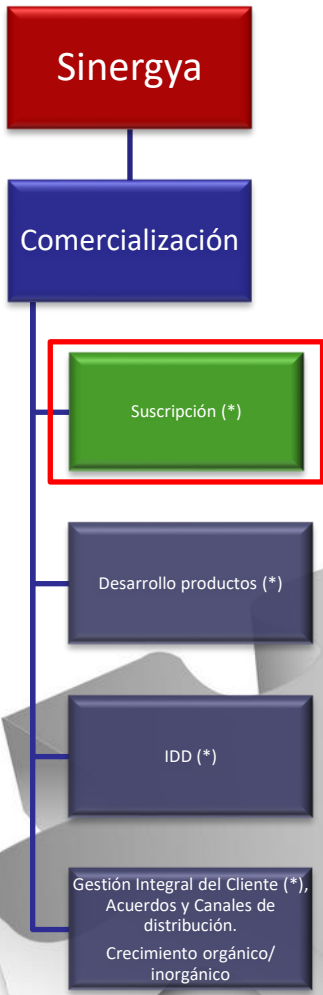 Sinergya
Comercialización
Suscripción (*)
Desarrollo productos (*)
IDD (*)
Gestión Integral del Cliente (*),
Acuerdos y Canales de
distribución.
Crecimiento orgánico/
inorgánico